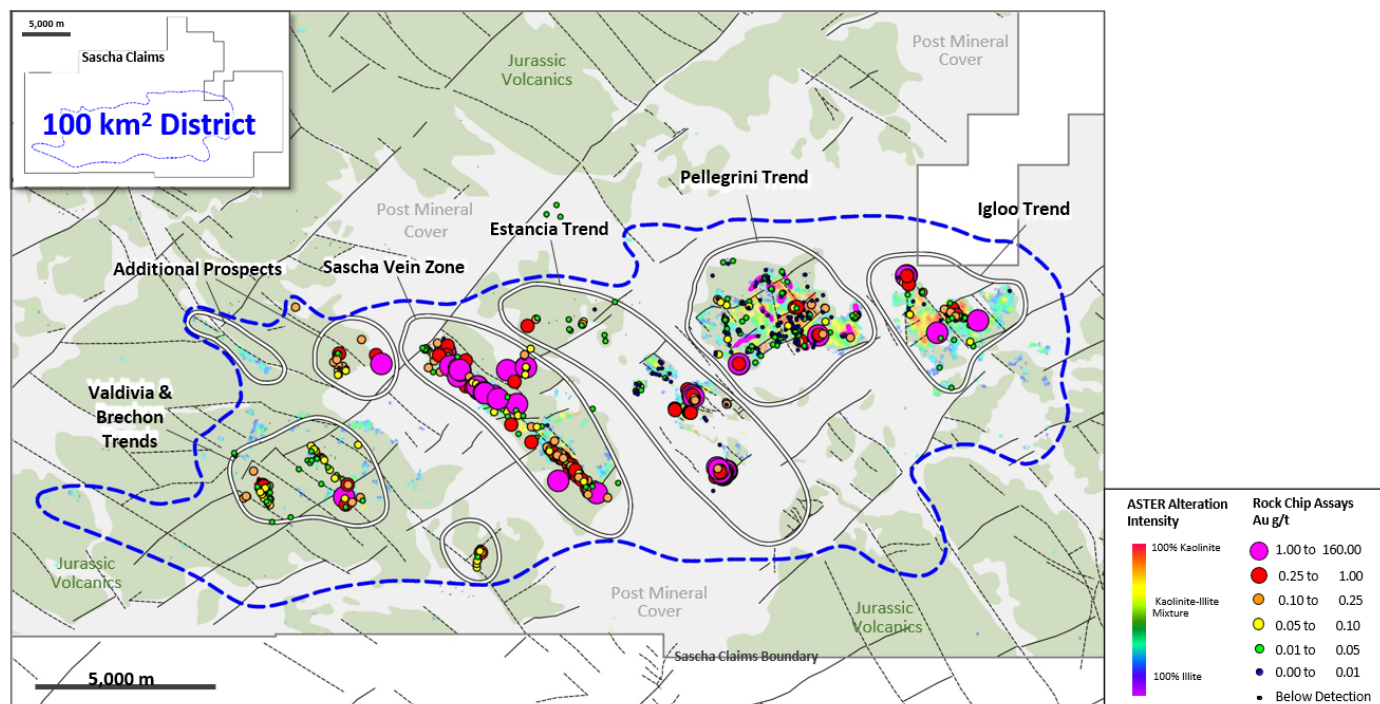 5,000 m
Sascha Claims
100 km² District
Jurassic
Volcanics
Post Mineral
Cover
Pellegrini Trend
Igloo Trend
Post Mineral
Cover
Estancia Trend
Additional Prospects
Sascha Vein Zone
Valdivia &
Brechon
Trends
Jurassic
Volcanics
Post Mineral
Cover
Jurassic
Volcanics
Sascha Claims Boundary
5,000 m
ASTER Alteration
Intensity
100% Kaolinite
Kaolinite-Illite
Mixture
100% Illite
Rock Chip Assays
Au g/t
1.00 to 160.00
0.25 to 1.00
0.10 to 0.25
0.05 to 0.10
0.01 to 0.05
0.00 to 0.01
Below Detection